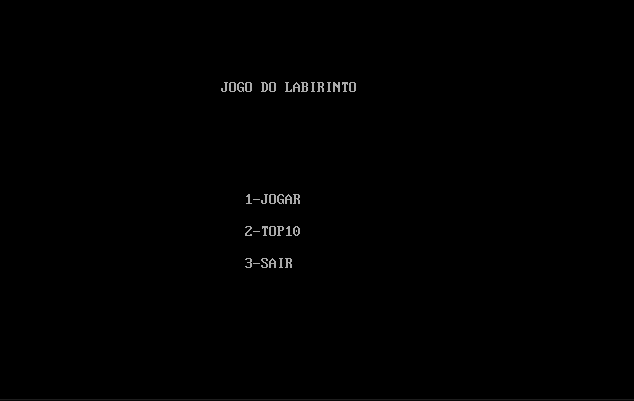 JOGO DO LABIRINTO
1-JOGAR
2-TOP10
3-SAIR